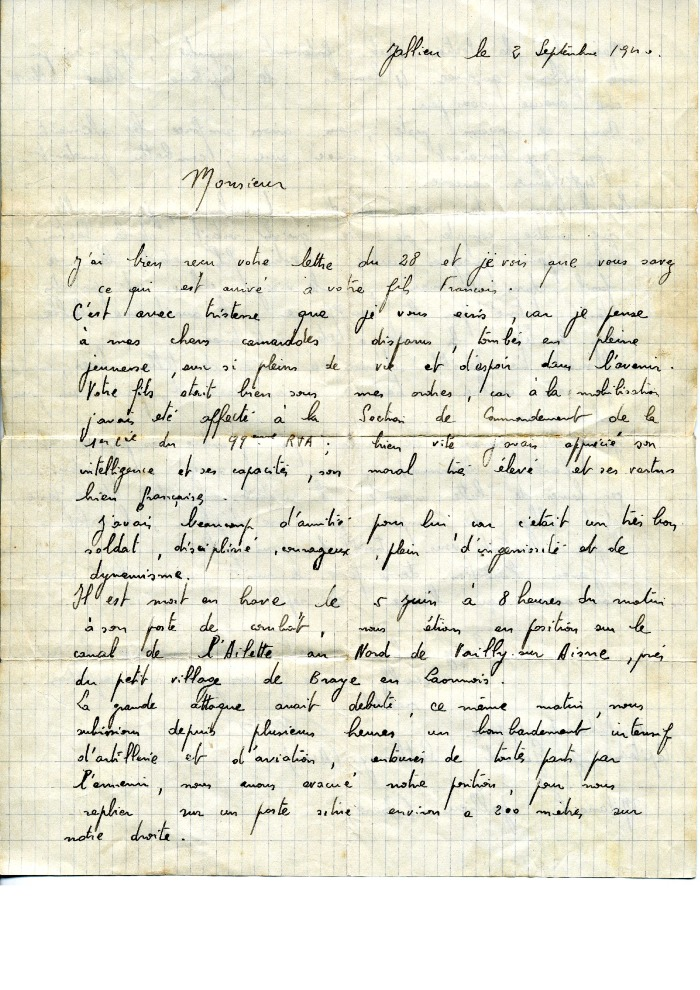 Jallieu le 2 Septembre 1940.
Monsieur
J'ai bien reçu votre lettre du 28 et je vois que vous savez
ce qui est arrivé a votre fils Francois.
C'est avec tristesse que je vous écris, car je pense
à mes chers camarades disparus, tombés en pleine
jeunesse, aussi pleins de vie et d'espoir dans l'avenir.
Votre fils était bien sous mes ordres, car à la mobilisation
j'avais été affecté à la Section de Commandement de la
1ere Cie du 99eme RIA ; bien vite j'avais apprécié son
intelligence et ses capacités, son moral très élevé et ses vertus
bien françaises.
J'avais beaucoup d'amitié pour lui car c'était un très bon
soldat, discipliné, courageux, plein d'ingeniosité et de
dynamisme.
Il est mort en brave le 5 Juin à 8 heures du matin
à son poste de combat, nous étions en position sur le
canal de l'Ailette au Nord de Vailly-sur Aisne, près
du petit village de Braye en Laonnois.
La grande attaque avait debuté, ce même matin, nous
subissions depuis plusieurs heures un bombardement intensif
d'artillerie et d'aviation, entourés de toutes parts par
l'ennemi, nous avons évacué notre position, pour nous
replier sur un poste situé environ a 200 mètres sur
notre droite.